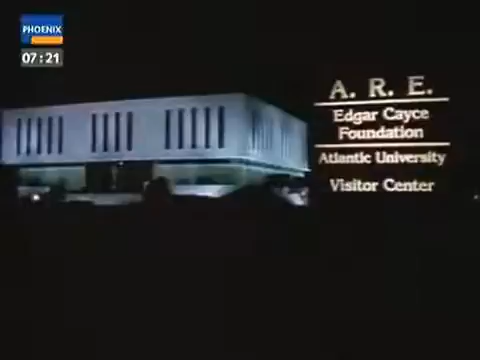 PHOENIX
07:21
A. R. E.
Edgar Cayce
Foundation
Atlantic University
Visitor Center